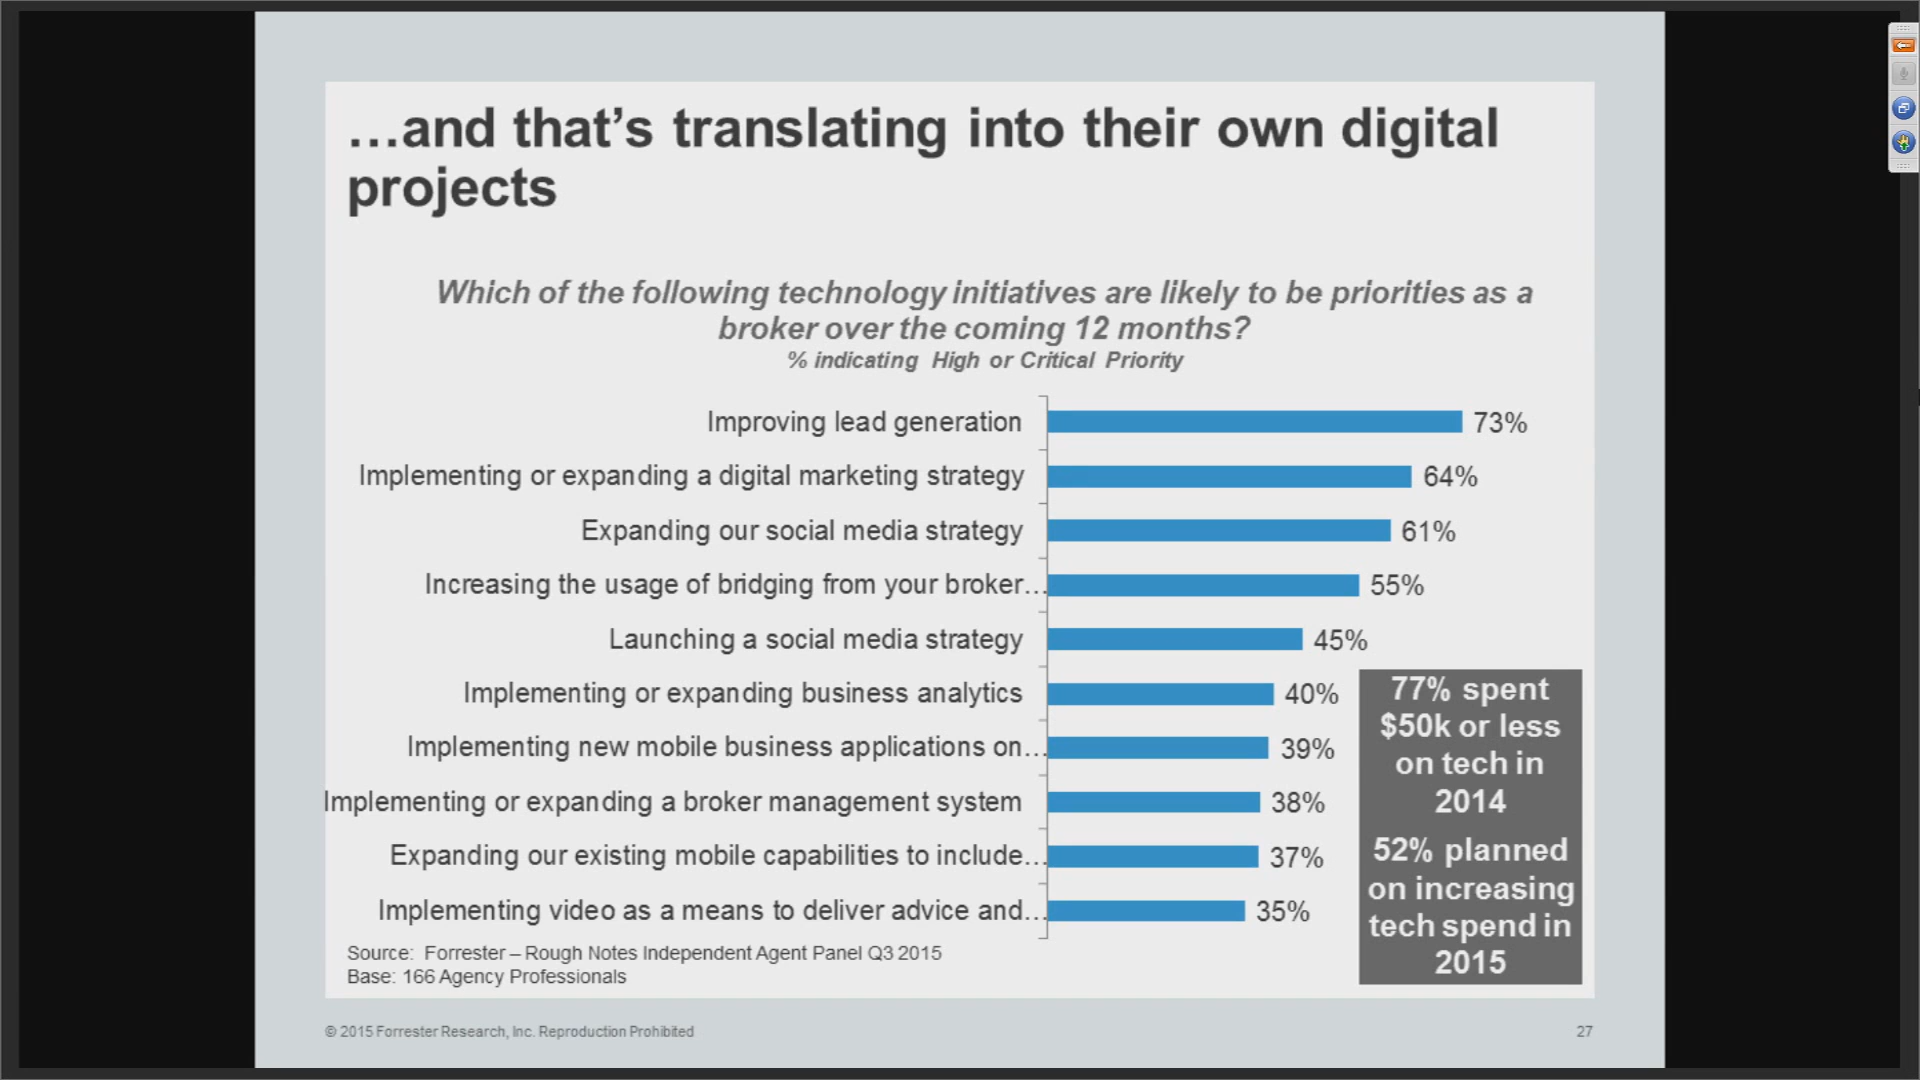 …and that’s translating into their own digital
projects
Which of the following technology initiatives are likely to be priorities as a
broker over the coming 12 months?
% indicating High or Critical Priority
Improving lead generation 73%
Implementing or expanding a digital marketing strategy 64%
Expanding our social media strategy 61%
Increasing the usage of bridging from your broker… 55%
Launching a social media strategy 45%
Implementing or expanding business analytics 40%
Implementing new mobile business applications on… 39%
Implementing or expanding a broker management system 38%
Expanding our existing mobile capabilities to include… 37%
Implementing video as a means to deliver advice and… 35%
77% spent
$50k or less
on tech in
2014
52% planned
on increasing
tech spend in
2015
Source: Forrester – Rough Notes Independent Agent Panel Q3 2015
Base: 166 Agency Professionals
© 2015 Forrester Research, Inc. Reproduction Prohibited
27